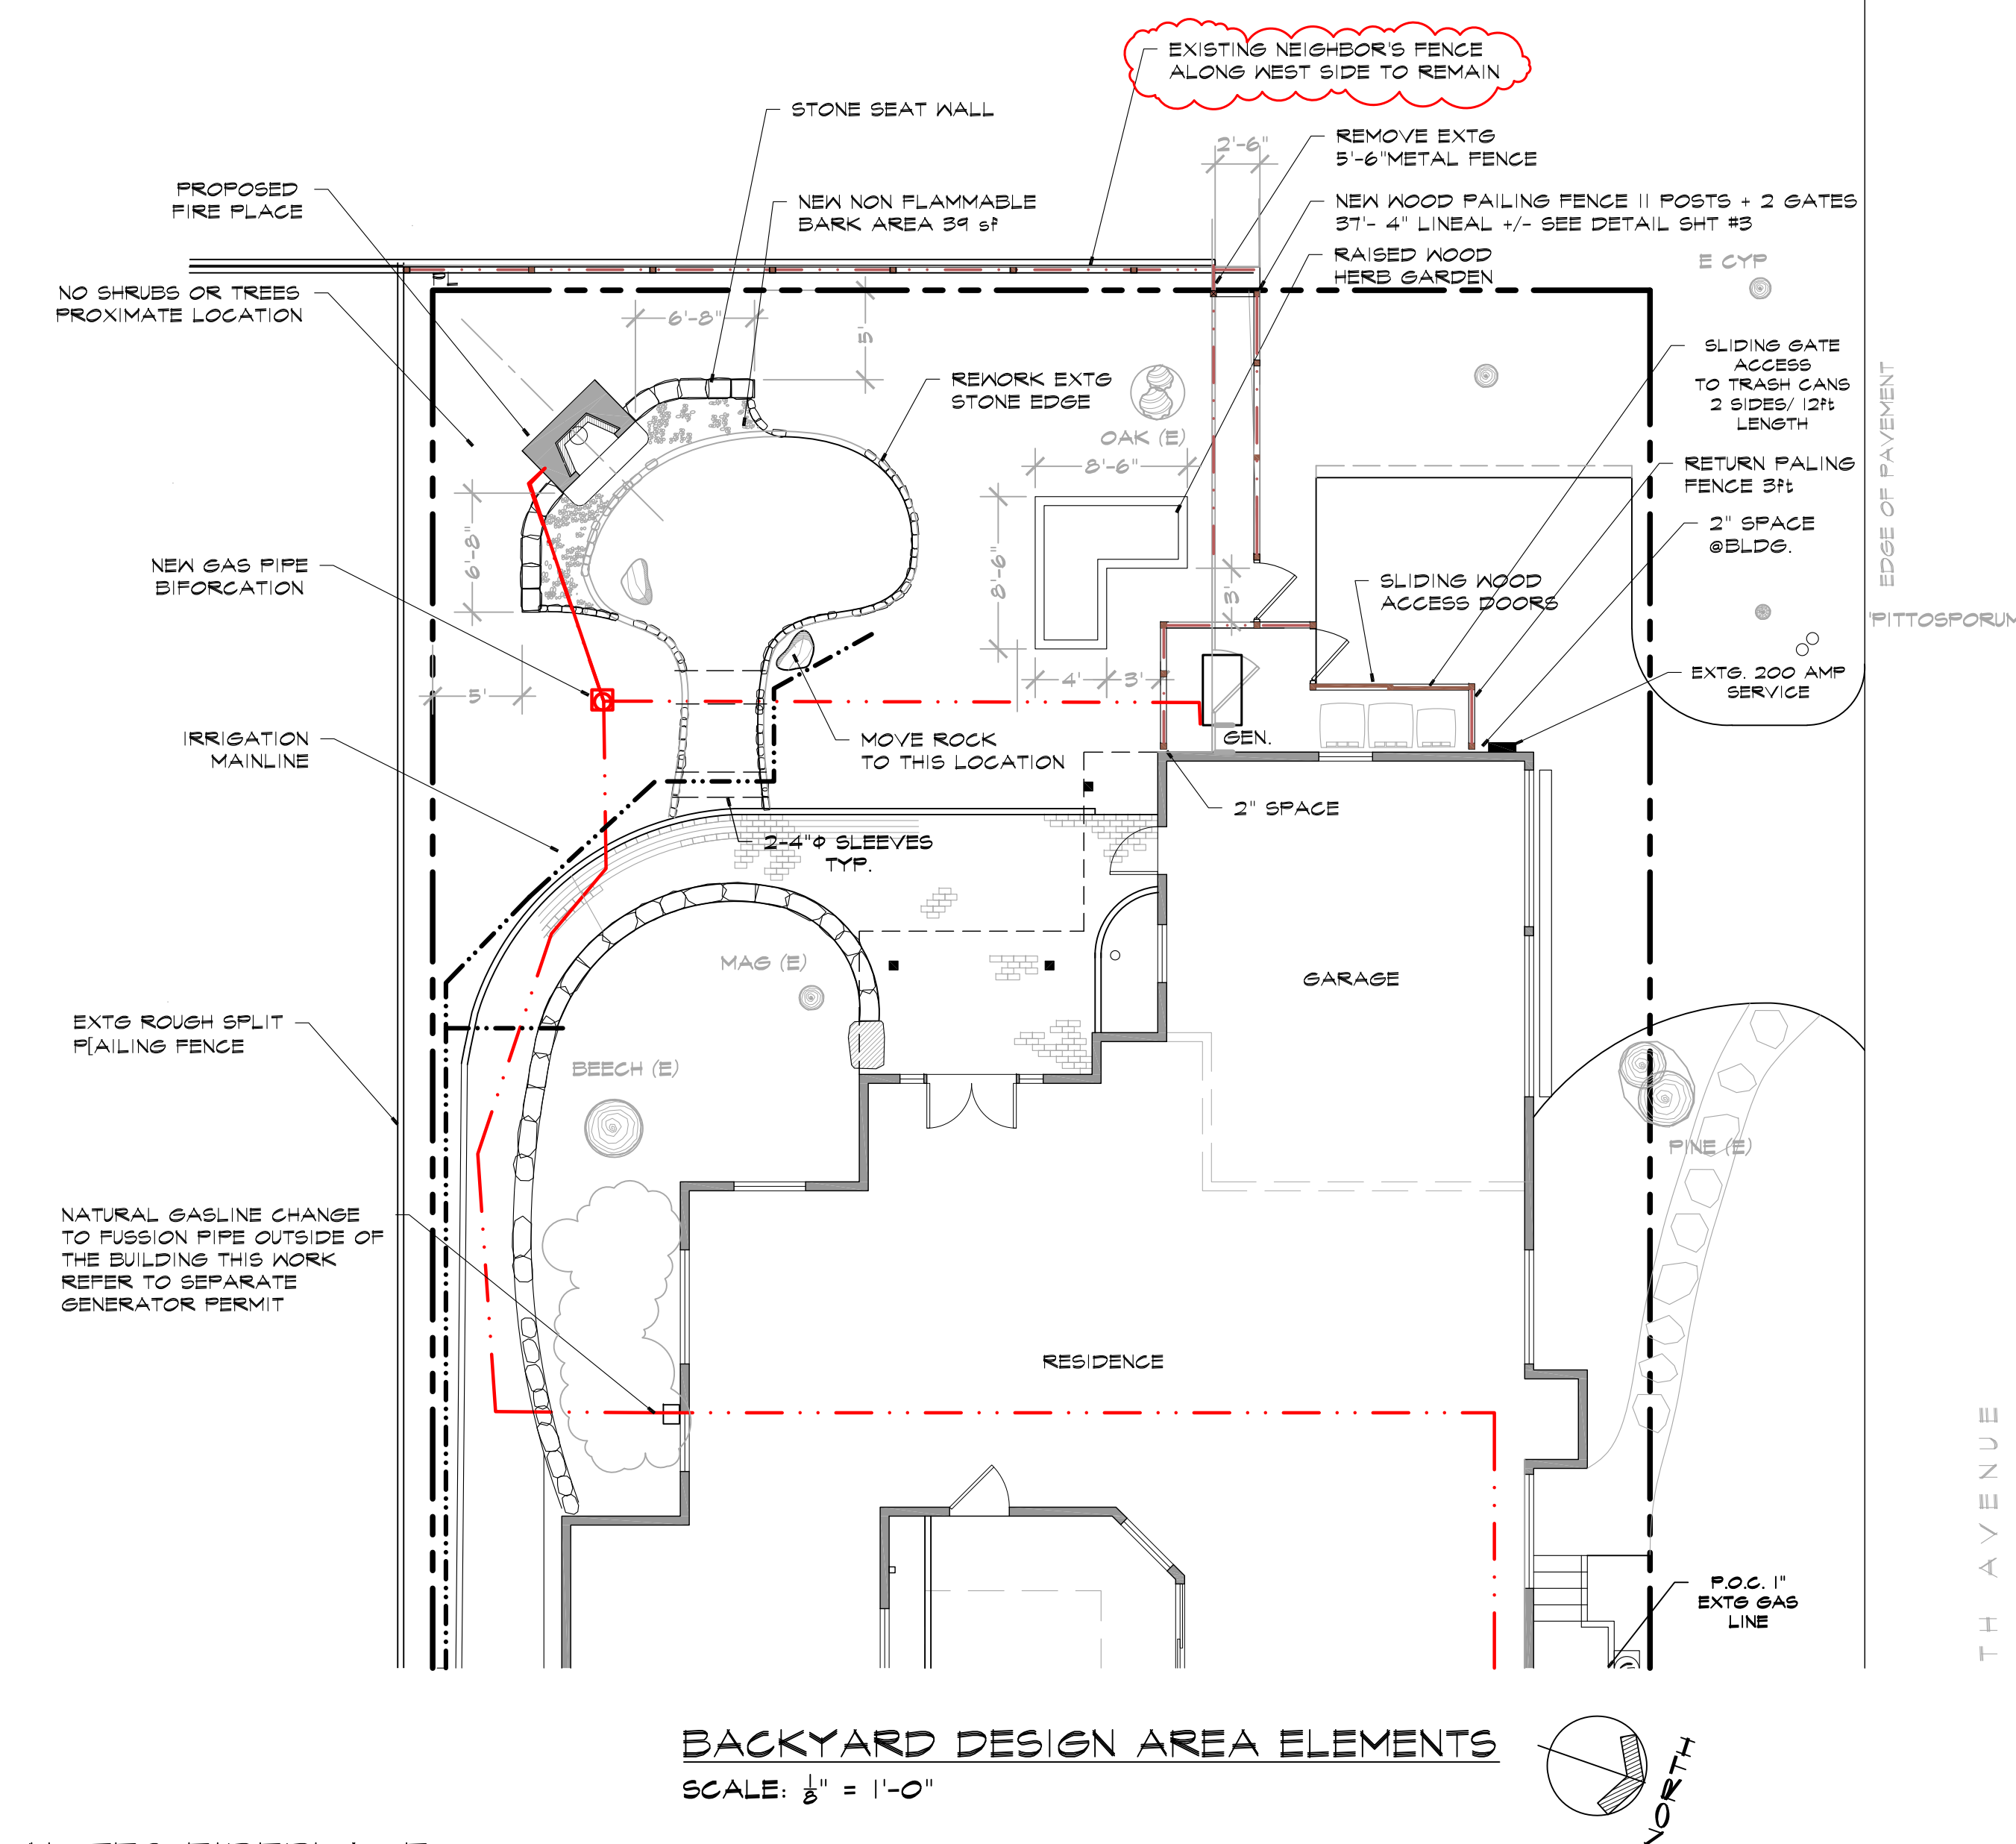 EXISTING NEIGHBOR'S FENCE
ALONG WEST SIDE TO REMAIN
STONE SEAT WALL
REMOVE EXTG
5'-6"METAL FENCE
2'-6"
PROPOSED
FIRE PLACE
NEW NON FLAMMABLE
BARK AREA 39 sf
NEW WOOD PAILING FENCE 11 POSTS + 2 GATES
37'- 4" LINEAL +/- SEE DETAIL SHT #3
RAISED WOOD
HERB GARDEN
E CYP
PL
NO SHRUBS OR TREES
PROXIMATE LOCATION
6'-8"
5'
SLIDING GATE
ACCESS
TO TRASH CANS
2 SIDES/ 12ft
LENGTH
REWORK EXTG
STONE EDGE
OAK (E)
8'-6"
EDGE OF PAVEMENT
RETURN PALING
FENCE 3ft
2" SPACE
@BLDG.
6'-8"
8'-6"
NEW GAS PIPE
BIFORCATION
SLIDING WOOD
ACCESS DOORS
3'
'PITTOSPORUM
5'
4'
3'
EXTG. 200 AMP
SERVICE
IRRIGATION
MAINLINE
MOVE ROCK
TO THIS LOCATION
GEN.
2" SPACE
2-4"Φ SLEEVES
TYP.
MAG (E)
GARAGE
EXTG ROUGH SPLIT
P[AILING FENCE
BEECH (E)
PINE (E)
NATURAL GASLINE CHANGE
TO FUSSION PIPE OUTSIDE OF
THE BUILDING THIS WORK
REFER TO SEPARATE
GENERATOR PERMIT
RESIDENCE
TH AVENUE
P.O.C. 1"
EXTG GAS
LINE
BACKYARD DESIGN AREA ELEMENTS
SCALE: 1/8" = 1'-0"
NORTH